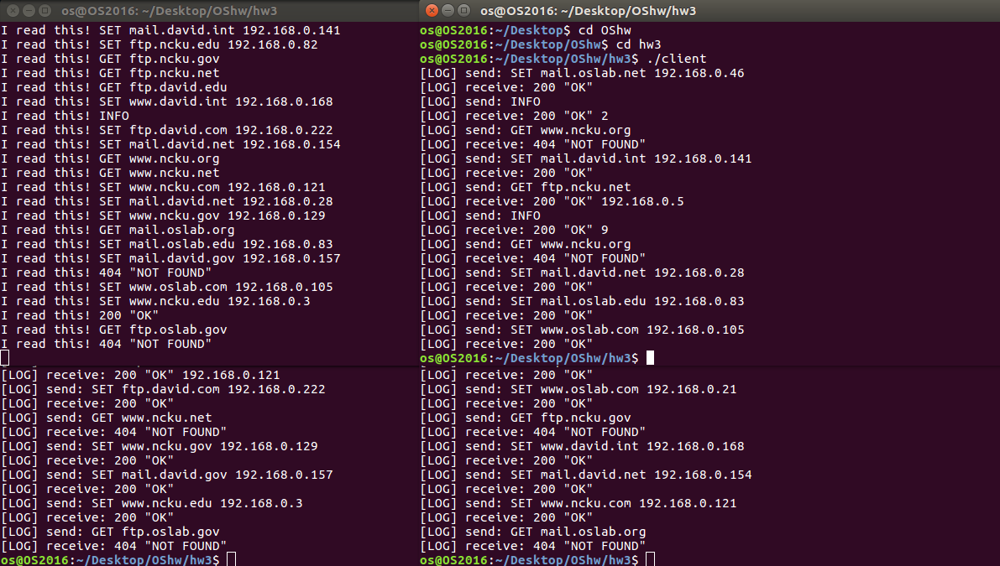 os@OS2016: ~/Desktop/OShw/hw3
I read this! SET mail.david.int 192.168.0.141
I read this! SET ftp.ncku.edu 192.168.0.82
I read this! GET ftp.ncku.gov
I read this! GET ftp.ncku.net
I read this! GET ftp.david.edu
I read this! SET www.david.int 192.168.0.168
I read this! INFO
I read this! SET ftp.david.com 192.168.0.222
I read this! SET mail.david.net 192.168.0.154
I read this! GET www.ncku.org
I read this! GET www.ncku.net
I read this! SET www.ncku.com 192.168.0.121
I read this! SET mail.david.net 192.168.0.28
I read this! SET www.ncku.gov 192.168.0.129
I read this! GET mail.oslab.org
I read this! SET mail.oslab.edu 192.168.0.83
I read this! SET mail.david.gov 192.168.0.157
I read this! 404 "NOT FOUND"
I read this! SET www.oslab.com 192.168.0.105
I read this! SET www.ncku.edu 192.168.0.3
I read this! 200 "OK"
I read this! GET ftp.oslab.gov
I read this! 404 "NOT FOUND"
os@OS2016: ~/Desktop/OShw/hw3
os@OS2016:~/Desktop$ cd OShw
os@OS2016:~/Desktop/OShw$ cd hw3
os@OS2016:~/Desktop/OShw/hw3$ ./client
[LOG] send: SET mail.oslab.net 192.168.0.46
[LOG] receive: 200 "OK"
[LOG] send: INFO
[LOG] receive: 200 "OK" 2
[LOG] send: GET www.ncku.org
[LOG] receive: 404 "NOT FOUND"
[LOG] send: SET mail.david.int 192.168.0.141
[LOG] receive: 200 "OK"
[LOG] send: GET ftp.ncku.net
[LOG] receive: 200 "OK" 192.168.0.5
[LOG] send: INFO
[LOG] receive: 200 "OK" 9
[LOG] send: GET www.ncku.org
[LOG] receive: 404 "NOT FOUND"
[LOG] send: SET mail.david.net 192.168.0.28
[LOG] receive: 200 "OK"
[LOG] send: SET mail.oslab.edu 192.168.0.83
[LOG] receive: 200 "OK"
[LOG] send: SET www.oslab.com 192.168.0.105
[LOG] receive: 200 "OK"
os@OS2016:~/Desktop/OShw/hw3$
[LOG] receive: 200 "OK" 192.168.0.121
[LOG] send: SET ftp.david.com 192.168.0.222
[LOG] receive: 200 "OK"
[LOG] send: GET www.ncku.net
[LOG] receive: 404 "NOT FOUND"
[LOG] send: SET www.ncku.gov 192.168.0.129
[LOG] receive: 200 "OK"
[LOG] send: SET mail.david.gov 192.168.0.157
[LOG] receive: 200 "OK"
[LOG] send: SET www.ncku.edu 192.168.0.3
[LOG] receive: 200 "OK"
[LOG] send: GET ftp.oslab.gov
[LOG] receive: 404 "NOT FOUND"
os@OS2016:~/Desktop/OShw/hw3$
[LOG] receive: 200 "OK"
[LOG] send: SET www.oslab.com 192.168.0.21
[LOG] receive: 200 "OK"
[LOG] send: GET ftp.ncku.gov
[LOG] receive: 404 "NOT FOUND"
[LOG] send: SET www.david.int 192.168.0.168
[LOG] receive: 200 "OK"
[LOG] send: SET mail.david.net 192.168.0.154
[LOG] receive: 200 "OK"
[LOG] send: SET www.ncku.com 192.168.0.121
[LOG] receive: 200 "OK"
[LOG] send: GET mail.oslab.org
[LOG] receive: 404 "NOT FOUND"
os@OS2016:~/Desktop/OShw/hw3$